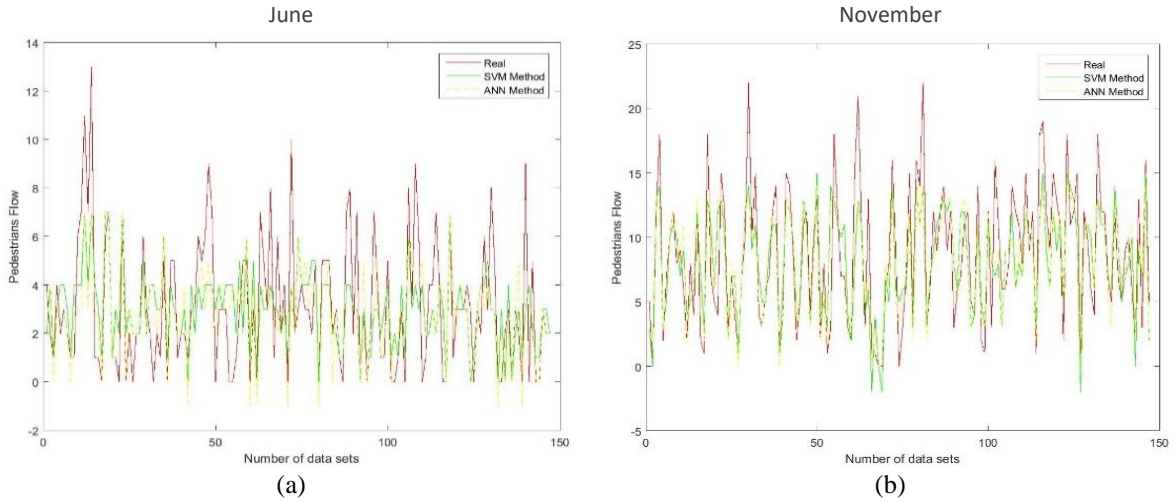 June
14
12
10
8
6
4
2
0
-2
Pedestrians Flow
Real
SVM Method
ANN Method
0
50
100
150
Number of data sets
(a)
November
25
20
15
10
5
0
-5
Pedestrians Flow
Real
SVM Method
ANN Method
0
50
100
150
Number of data sets
(b)